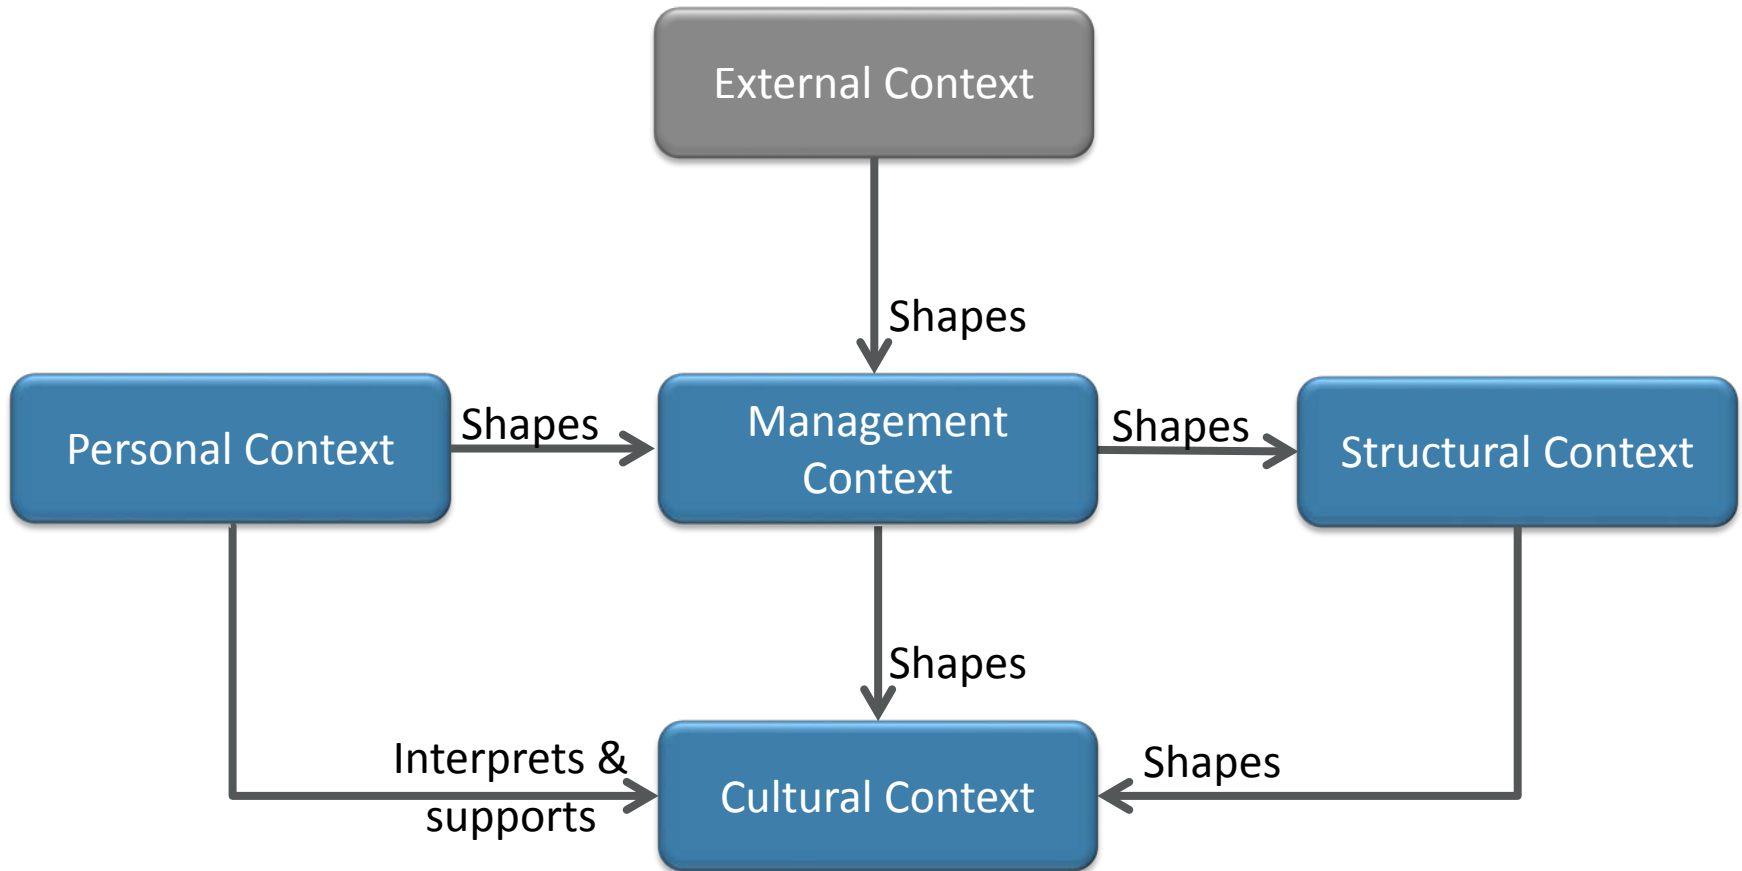 External Context
Shapes
Personal Context
Shapes
Management
Context
Shapes
Structural Context
Shapes
Interprets &
supports
Cultural Context
Shapes